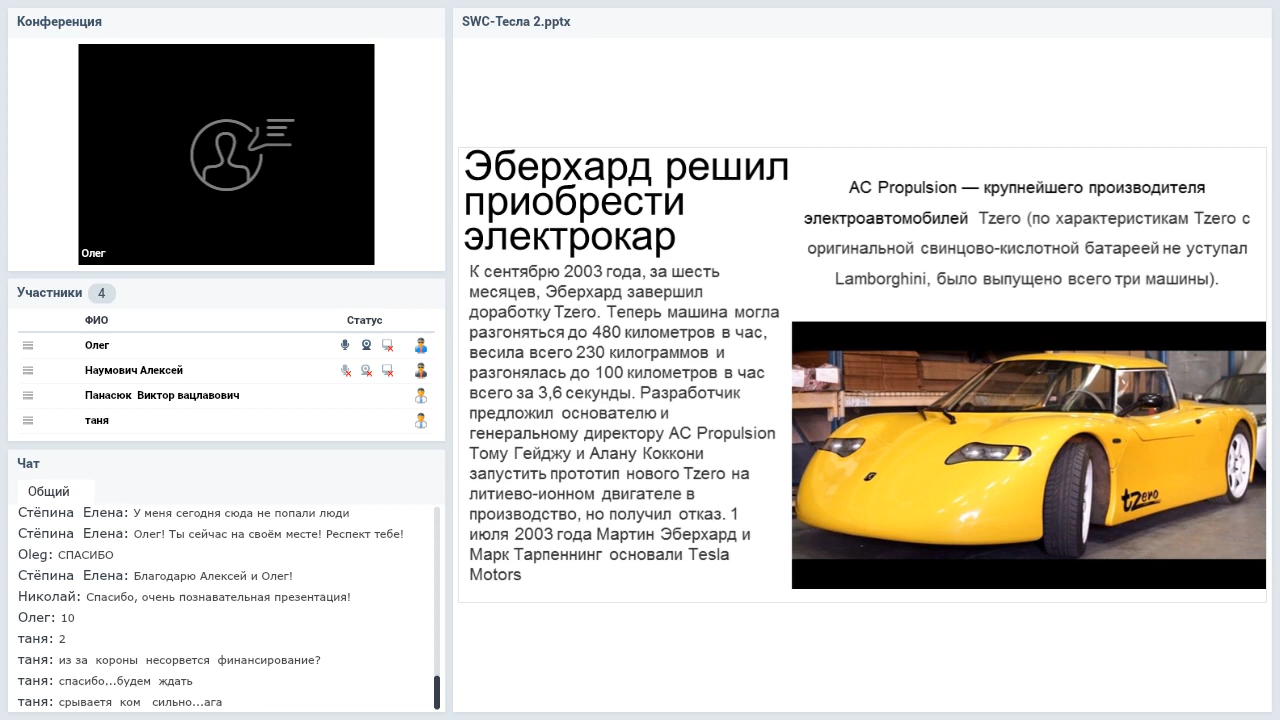 Конференция
Олег
Участники 4
ФИО Статус
Олег
Наумович Алексей
Панасюк Виктор вацлавович
таня
Чат
Общий
Стёпина Елена: У меня сегодня сюда не попали люди
Стёпина Елена: Олег! Ты сейчас на своём месте! Респект тебе!
Oleg: СПАСИБО
Стёпина Елена: Благодарю Алексей и Олег!
Николай: Спасибо, очень познавательная презентация!
Олег: 10
таня: 2
таня: из за короны несорвется финансирование?
таня: спасибо...будем ждать
таня: срываетя ком сильно...ага
SWC-Тесла 2.pptx
Эберхард решил
приобрести
электрокар
К сентябрю 2003 года, за шесть
месяцев, Эберхард завершил
доработку Tzero. Теперь машина могла
разгоняться до 480 километров в час,
весила всего 230 килограммов и
разгонялась до 100 километров в час
всего за 3,6 секунды. Разработчик
предложил основателю и
генеральному директору AC Propulsion
Тому Гейджу и Алану Коккони
запустить прототип нового Tzero на
литиево-ионном двигателе в
производство, но получил отказ. 1
июля 2003 года Мартин Эберхард и
Марк Тарпеннинг основали Tesla
Motors
AC Propulsion — крупнейшего производителя
электроавтомобилей Tzero (по характеристикам Tzero с
оригинальной свинцово-кислотной батареей не уступал
Lamborghini, было выпущено всего три машины).
tzero